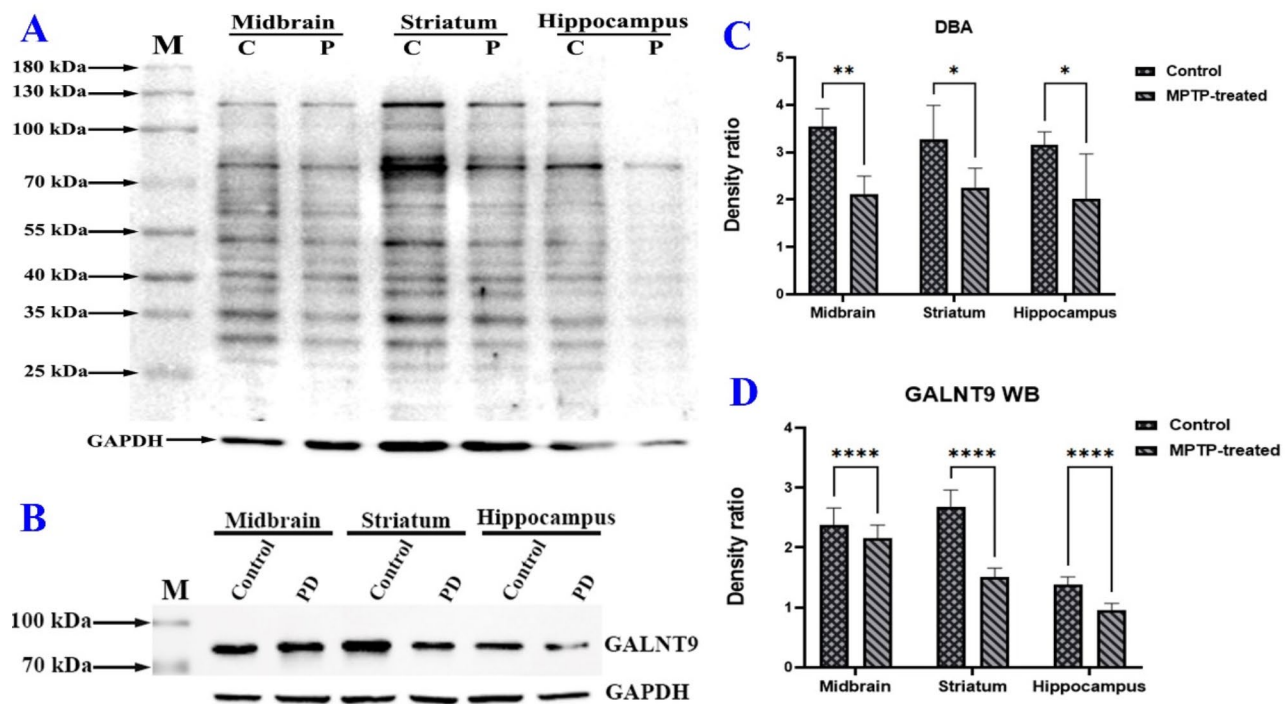 A
Midbrain Striatum Hippocampus
M C P C P C P
180 kDa
130 kDa
100 kDa
70 kDa
55 kDa
40 kDa
35 kDa
25 kDa
GAPDH
B
Midbrain Striatum Hippocampus
M Control PD Control PD Control PD
100 kDa
GALNT9
70 kDa
GAPDH
C
DBA
Control
MPTP-treated
** * *
Density ratio
5
4
3
2
1
0
Midbrain Striatum Hippocampus
D
GALNT9 WB
Control
MPTP-treated
**** **** ****
Density ratio
4
3
2
1
0
Midbrain Striatum Hippocampus